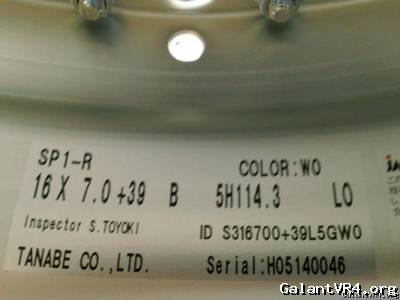 SP1-R COLOR:WO
16 X 7.0+39 B 5H114.3 LO
Inspector S.TOYOKI ID S316700+39L5GW0
TANABE CO.,LTD. Serial:H05140046
GalantVR4.org